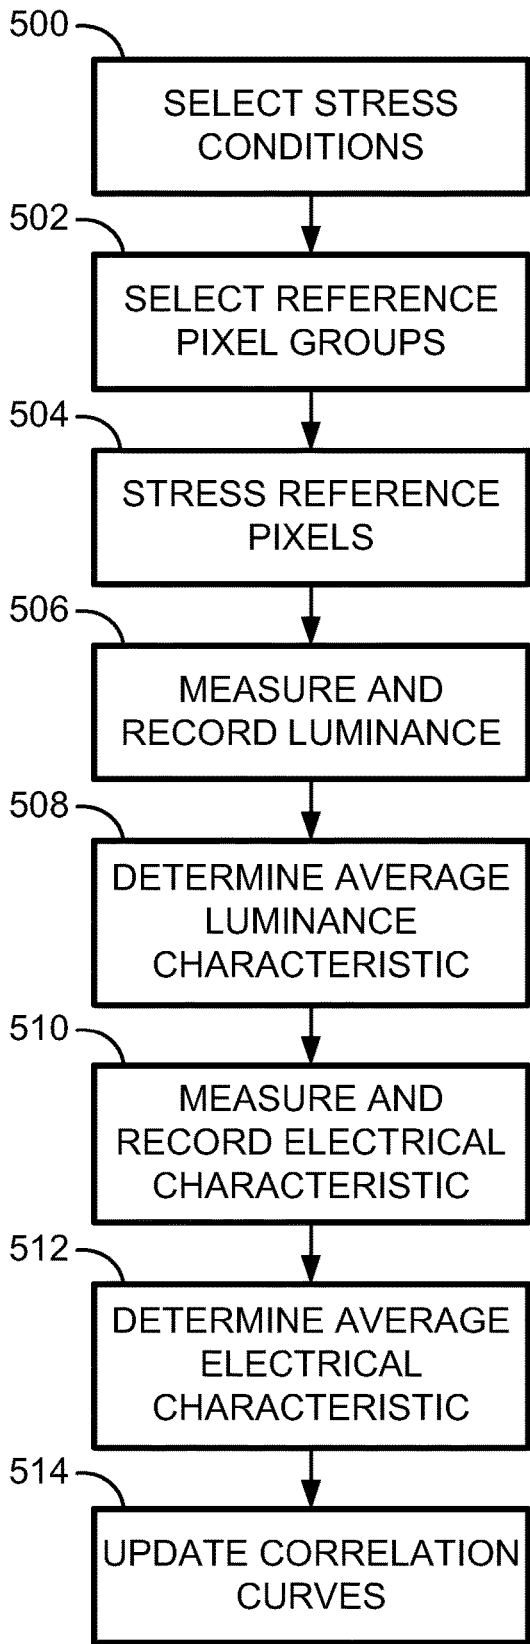 500
SELECT STRESS
CONDITIONS
502
SELECT REFERENCE
PIXEL GROUPS
504
STRESS REFERENCE
PIXELS
506
MEASURE AND
RECORD LUMINANCE
508
DETERMINE AVERAGE
LUMINANCE
CHARACTERISTIC
510
MEASURE AND
RECORD ELECTRICAL
CHARACTERISTIC
512
DETERMINE AVERAGE
ELECTRICAL
CHARACTERISTIC
514
UPDATE CORRELATION
CURVES